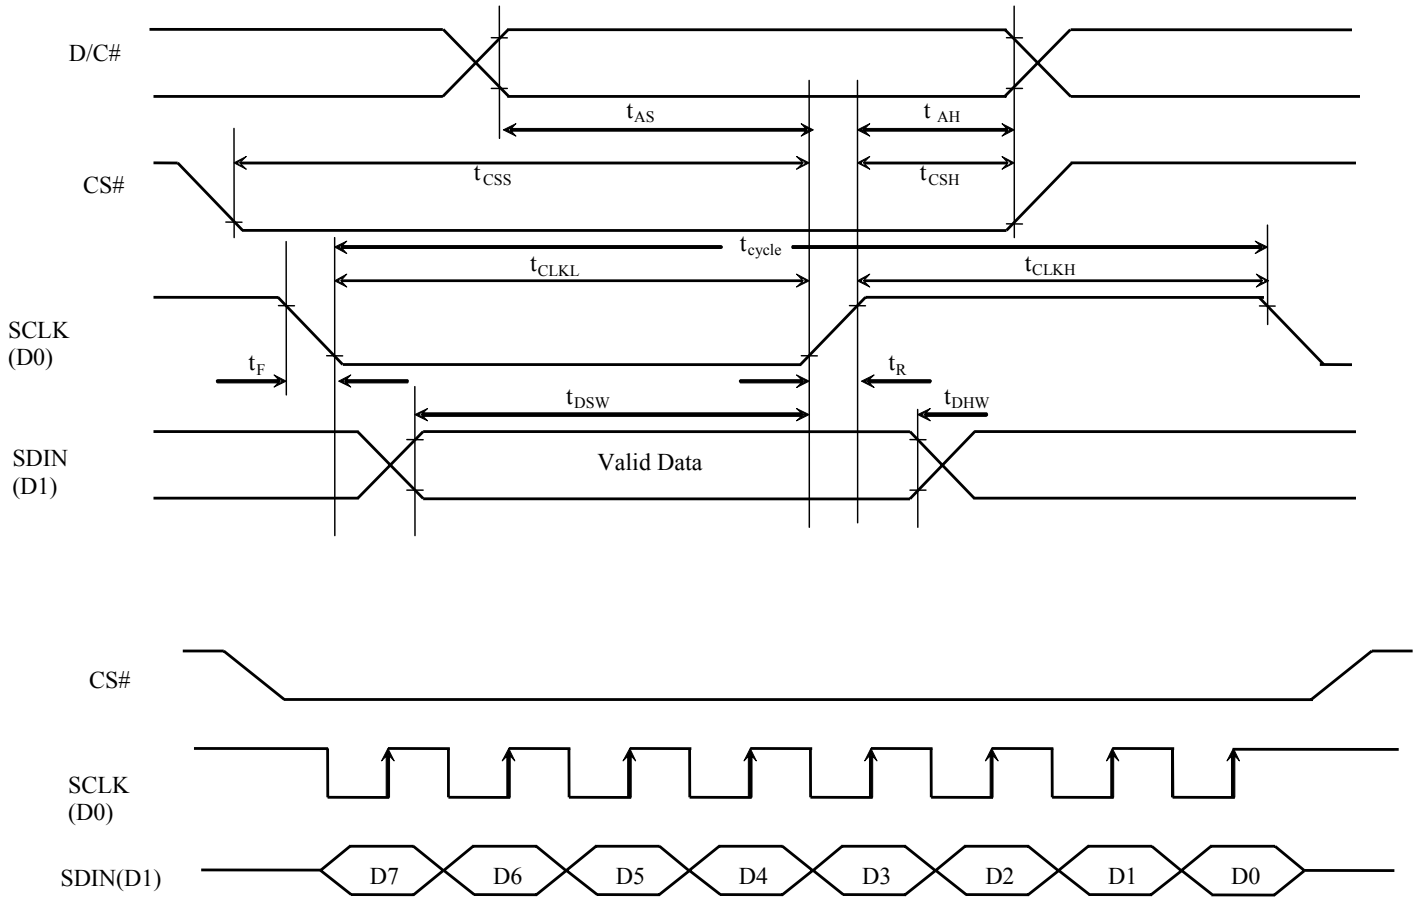 D/C#
tAS
t AH
CS#
tCSS
tCSH
tcycle
tCLKL
tCLKH
SCLK
(D0)
tF
tR
tDSW
tDHW
SDIN
(D1)
Valid Data
CS#
SCLK
(D0)
SDIN(D1)
D7 D6 D5 D4 D3 D2 D1 D0